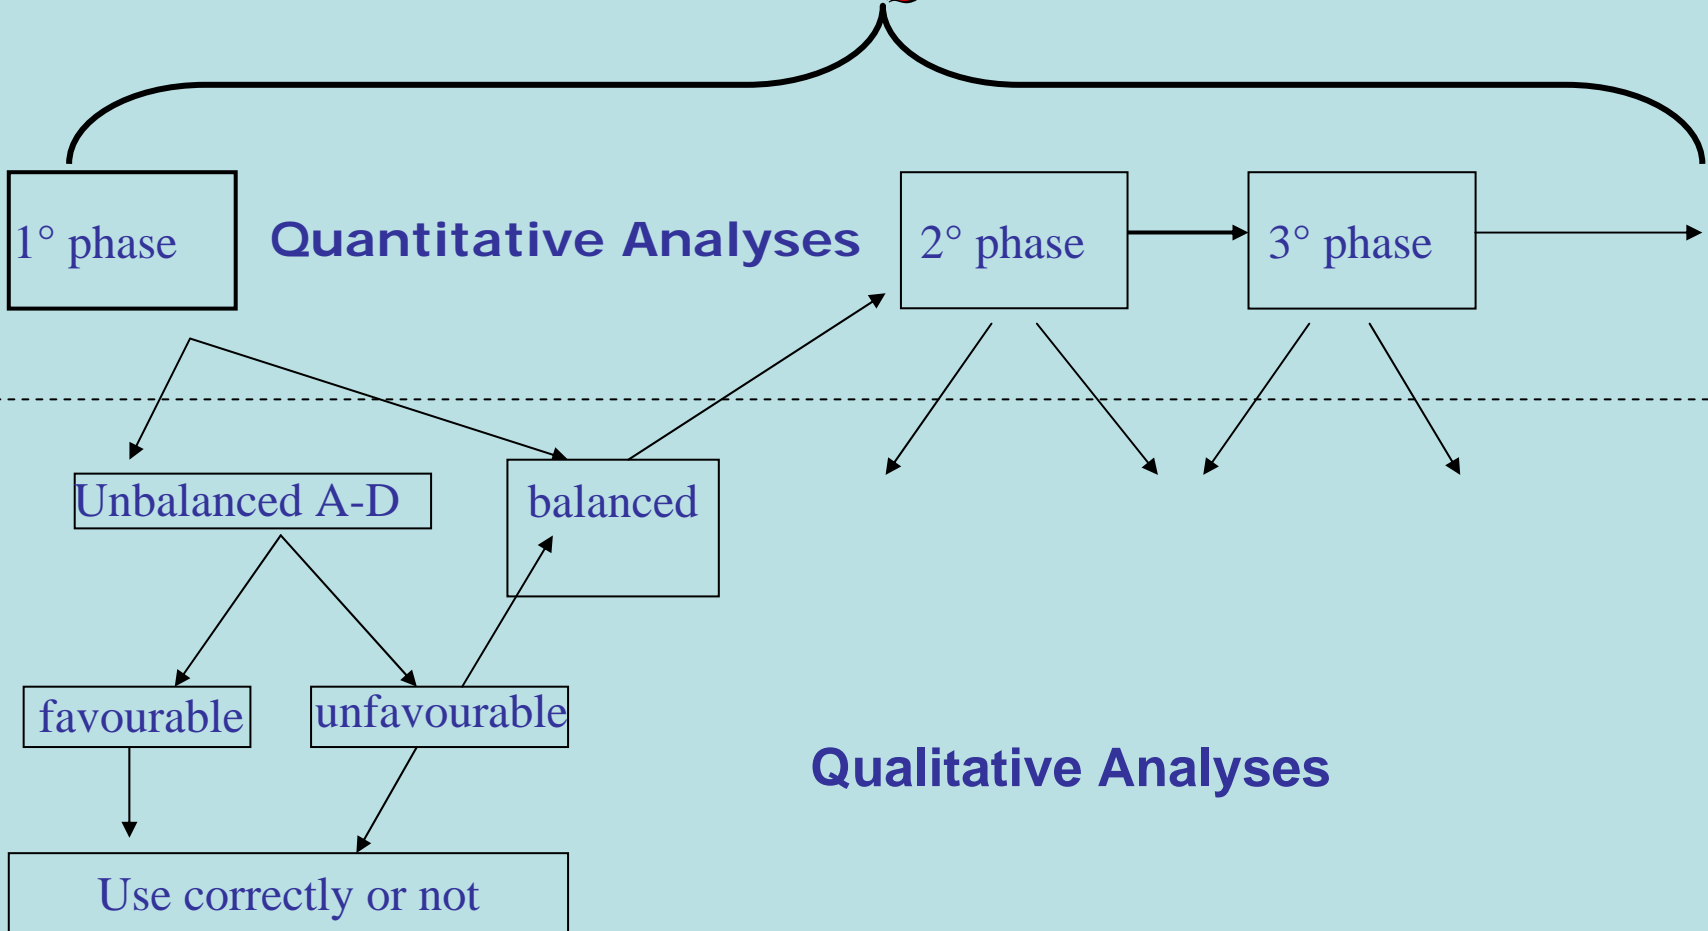 1° phase
Quantitative Analyses
2° phase
3° phase
Unbalanced A-D
balanced
favourable
unfavourable
Qualitative Analyses
Use correctly or not